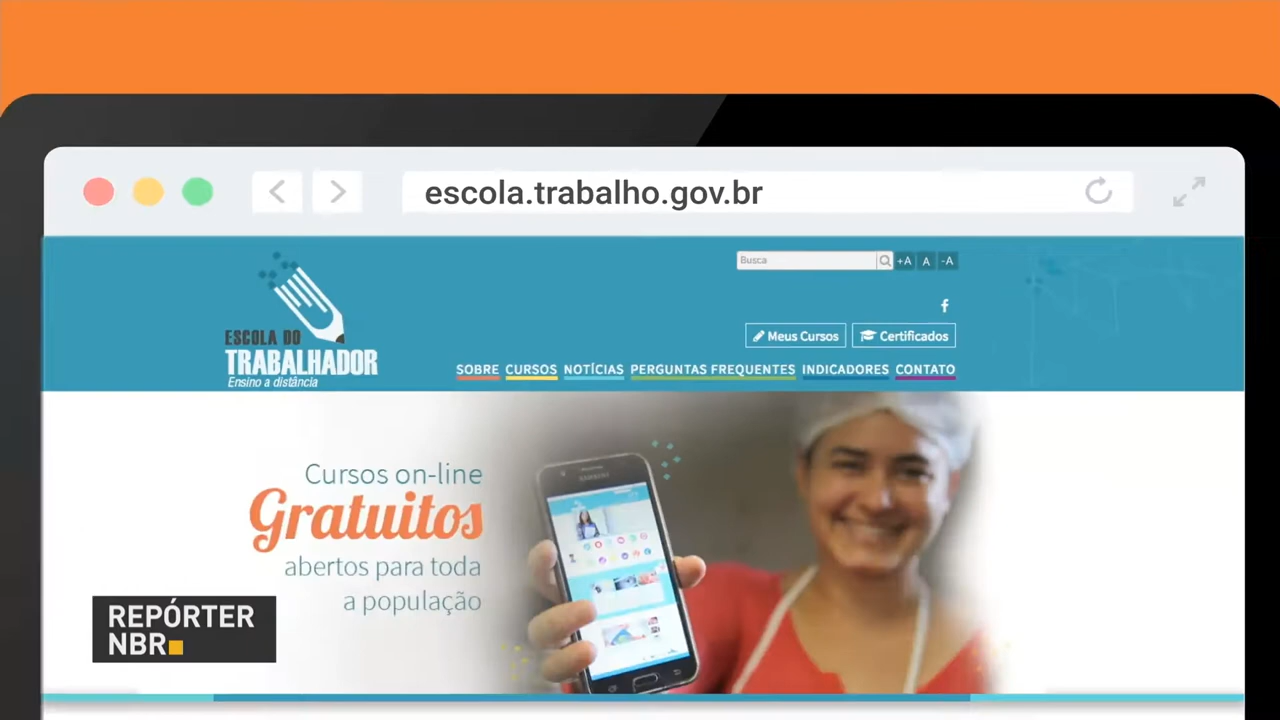 escola.trabalho.gov.br
Busca
+A A -A
f
Meus Cursos Certificados
ESCOLA DO
TRABALHADOR
Ensino a distância
SOBRE CURSOS NOTÍCIAS PERGUNTAS FREQUENTES INDICADORES CONTATO
Cursos on-line
Gratuitos
abertos para toda
a população
SAMSUNG
REPÓRTER
NBR